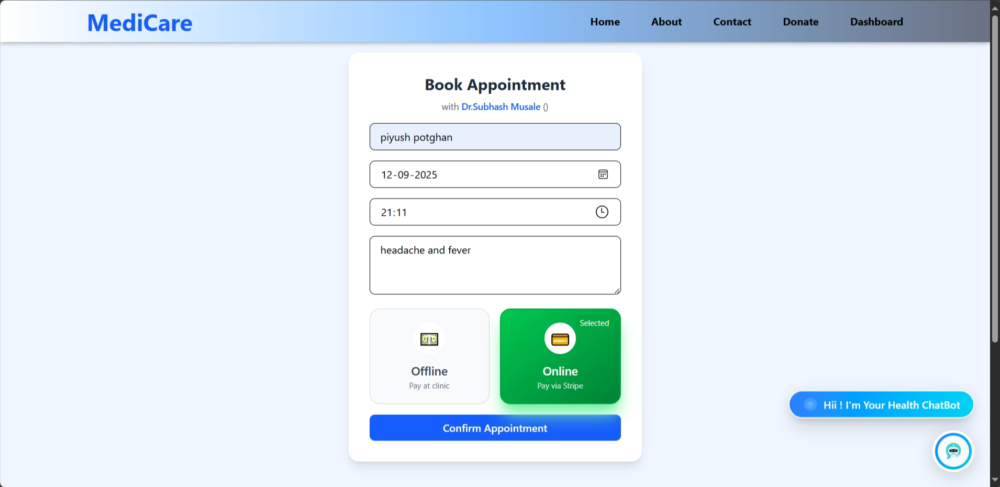 MediCare
Home About Contact Donate Dashboard
Book Appointment
with Dr.Subhash Musale ()
piyush potghan
12-09-2025
21:11
headache and fever
Selected
Offline
Pay at clinic
Online
Pay via Stripe
Confirm Appointment
Hii ! I'm Your Health ChatBot